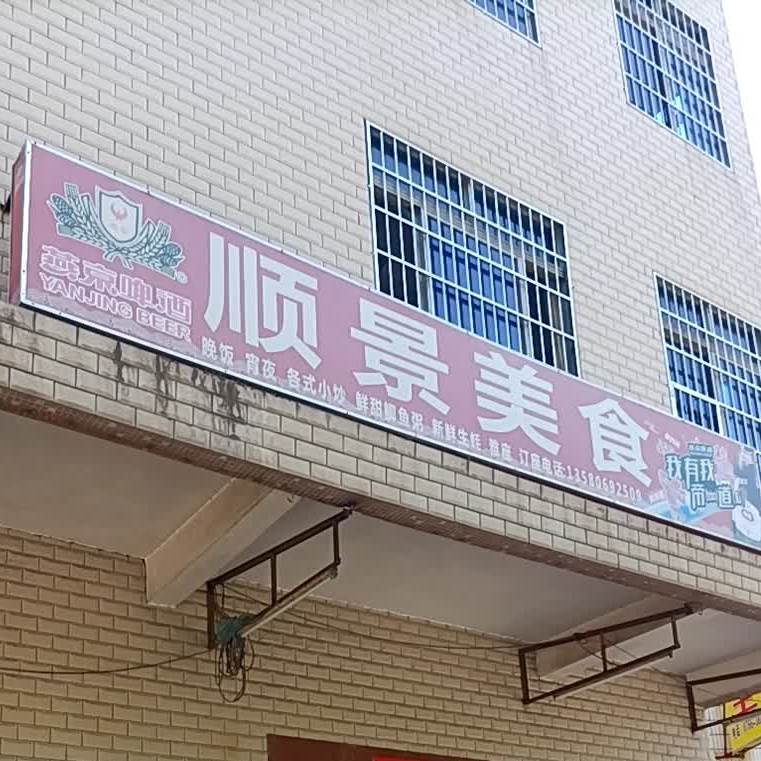 燕京啤酒
YANJING BEER
顺景美食
晚饭 宵夜 各式小炒 鲜甜鲫鱼粥 新鲜生蚝 雅座 订座电话:13580692509
我有我
而一道